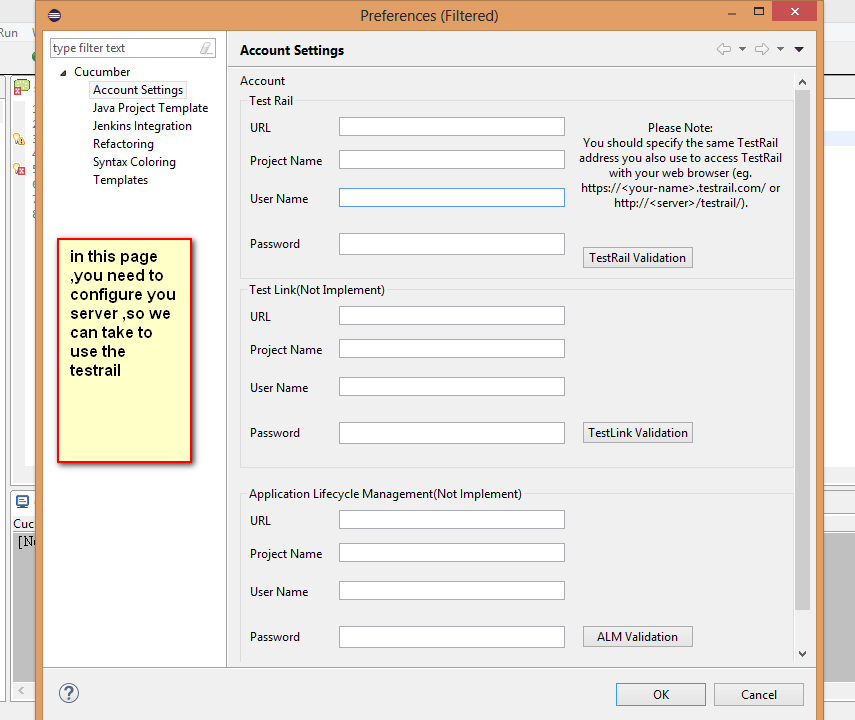 Preferences (Filtered)
Run
type filter text
Cucumber
Account Settings
Java Project Template
Jenkins Integration
Refactoring
Syntax Coloring
Templates
in this page
,you need to
configure you
server ,so we
can take to
use the
testrail
Account Settings
Account
Test Rail
URL
Project Name
User Name
Password
Please Note:
You should specify the same TestRail
address you also use to access TestRail
with your web browser (eg.
https://<your-name>.testrail.com/ or
http://<server>/testrail/).
TestRail Validation
Test Link(Not Implement)
URL
Project Name
User Name
Password
TestLink Validation
Application Lifecycle Management(Not Implement)
URL
Project Name
User Name
Password
ALM Validation
OK
Cancel